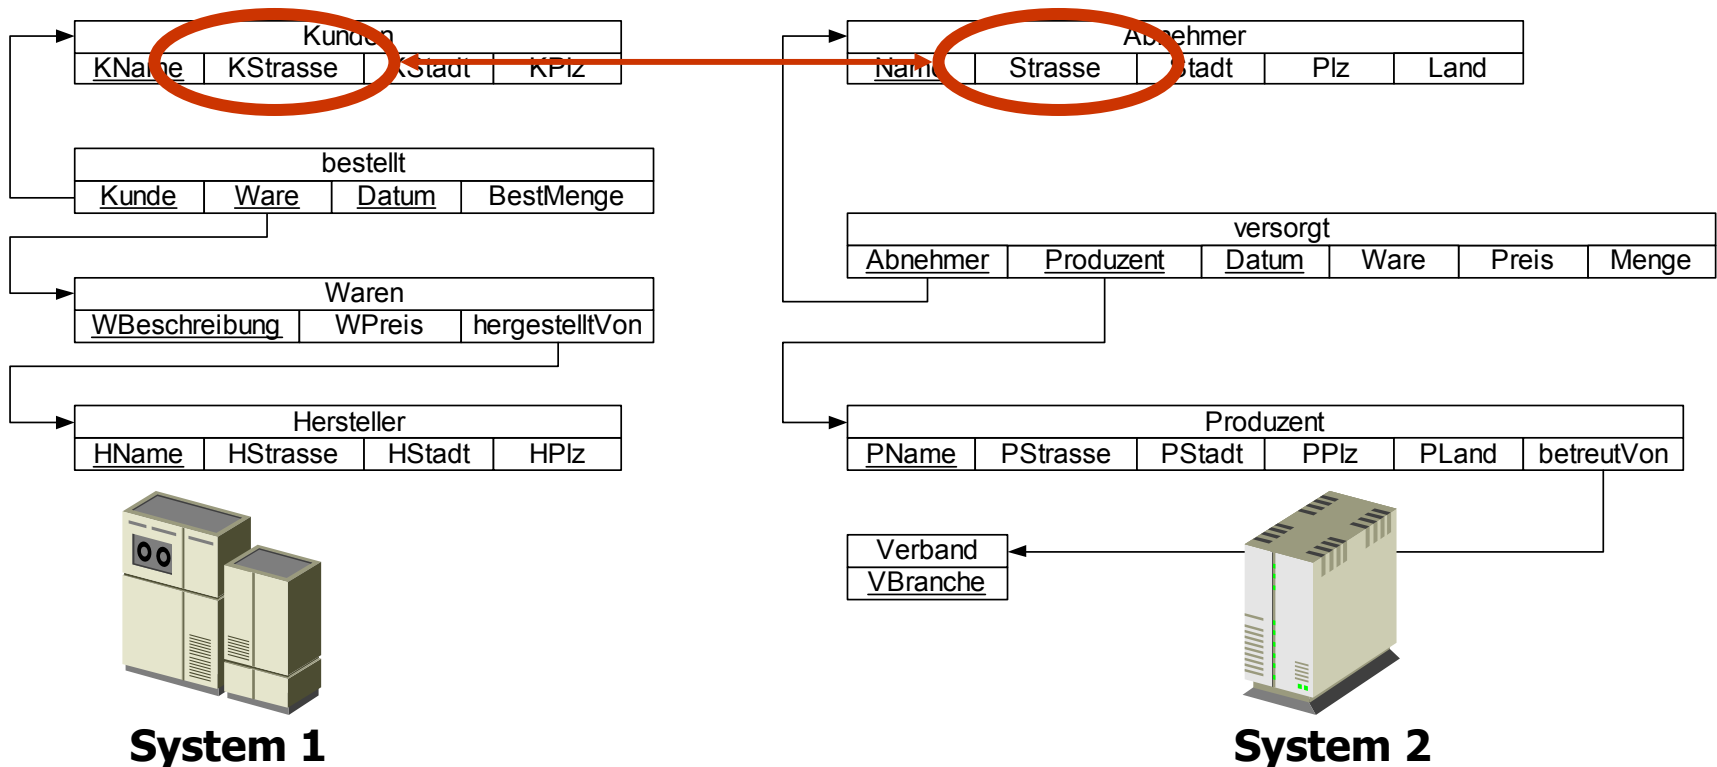 Kunden
KName KStrasse KStadt KPlz
bestellt
Kunde Ware Datum BestMenge
Waren
WBeschreibung WPreis hergestelltVon
Hersteller
HName HStrasse HStadt HPlz
System 1
Abnehmer
Name Strasse Stadt Plz Land
versorgt
Abnehmer Produzent Datum Ware Preis Menge
Produzent
PName PStrasse PStadt PPlz PLand betreutVon
Verband
VBranche
System 2